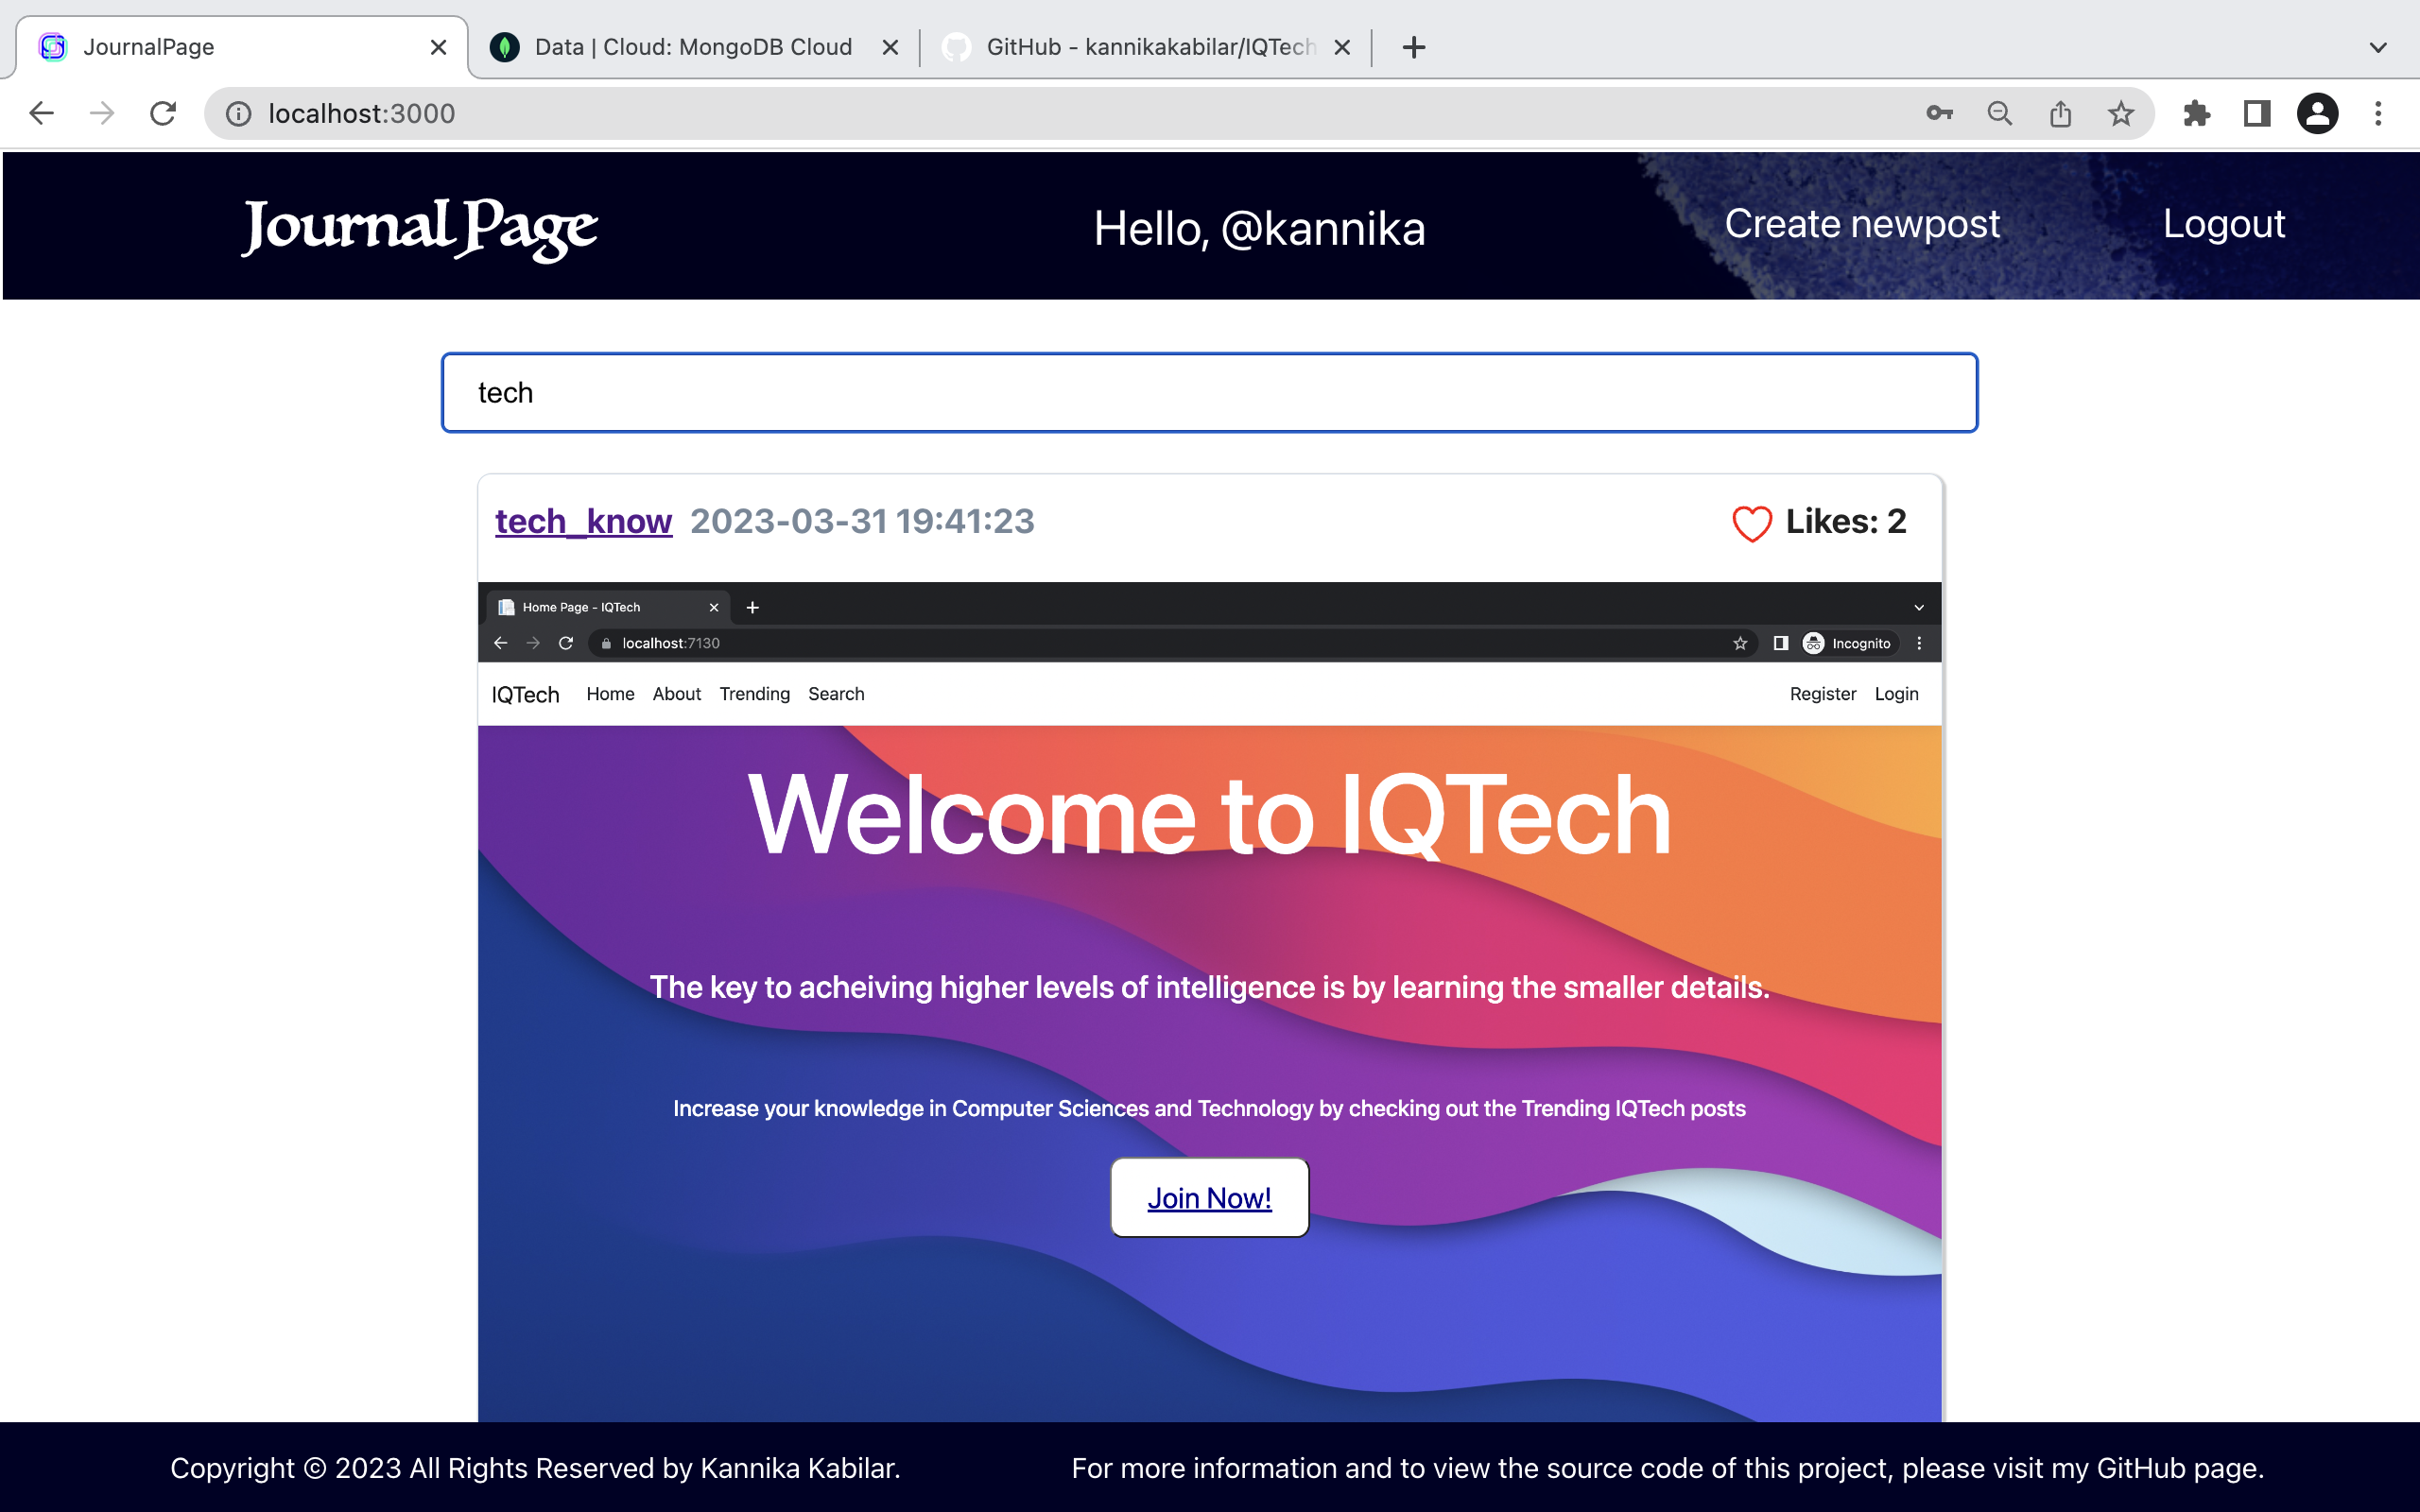 JournalPage
Data | Cloud: MongoDB Cloud
GitHub - kannikakabilar/IQTech
localhost:3000
Journal Page
Hello, @kannika
Create newpost
Logout
tech
tech_know 2023-03-31 19:41:23
Likes: 2
Home Page - IQTech
localhost:7130
Incognito
IQTech Home About Trending Search
Register Login
Welcome to IQTech
The key to acheiving higher levels of intelligence is by learning the smaller details.
Increase your knowledge in Computer Sciences and Technology by checking out the Trending IQTech posts
Join Now!
Copyright © 2023 All Rights Reserved by Kannika Kabilar.
For more information and to view the source code of this project, please visit my GitHub page.